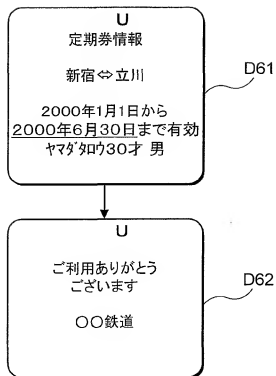 U
定期券情報
新宿⇔立川
2000年1月1日から
2000年6月30日まで有効
ﾔﾏﾀﾞﾀﾛｳ30才 男
D61
U
ご利用ありがとう
ございます
○○鉄道
D62